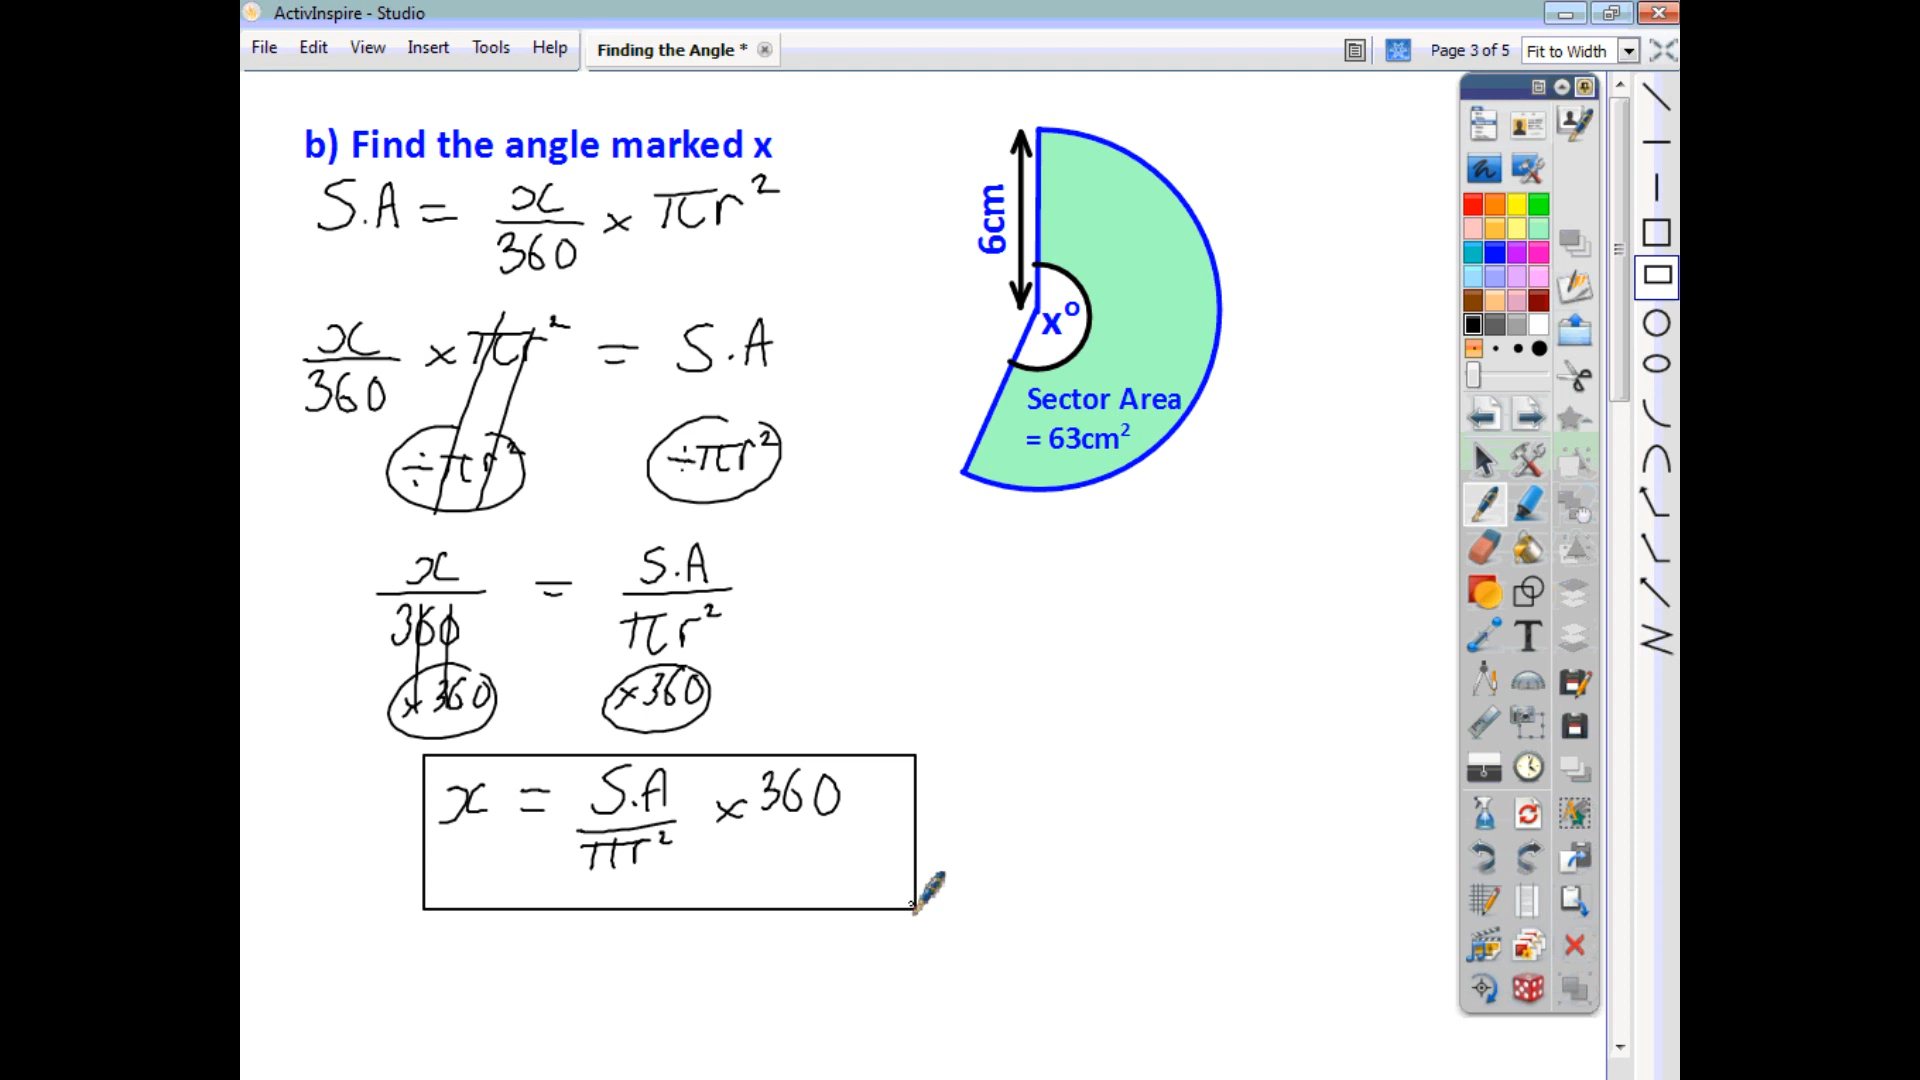 ActivInspire - Studio
File Edit View Insert Tools Help
Finding the Angle *
Page 3 of 5
Fit to Width
b) Find the angle marked x
S.A = x/360 × πr²
x/360 × πr² = S.A
÷πr² ÷πr²
x/360 = S.A/πr²
×360 ×360
x = S.A/πr² ×360
6cm
x°
Sector Area
= 63cm²